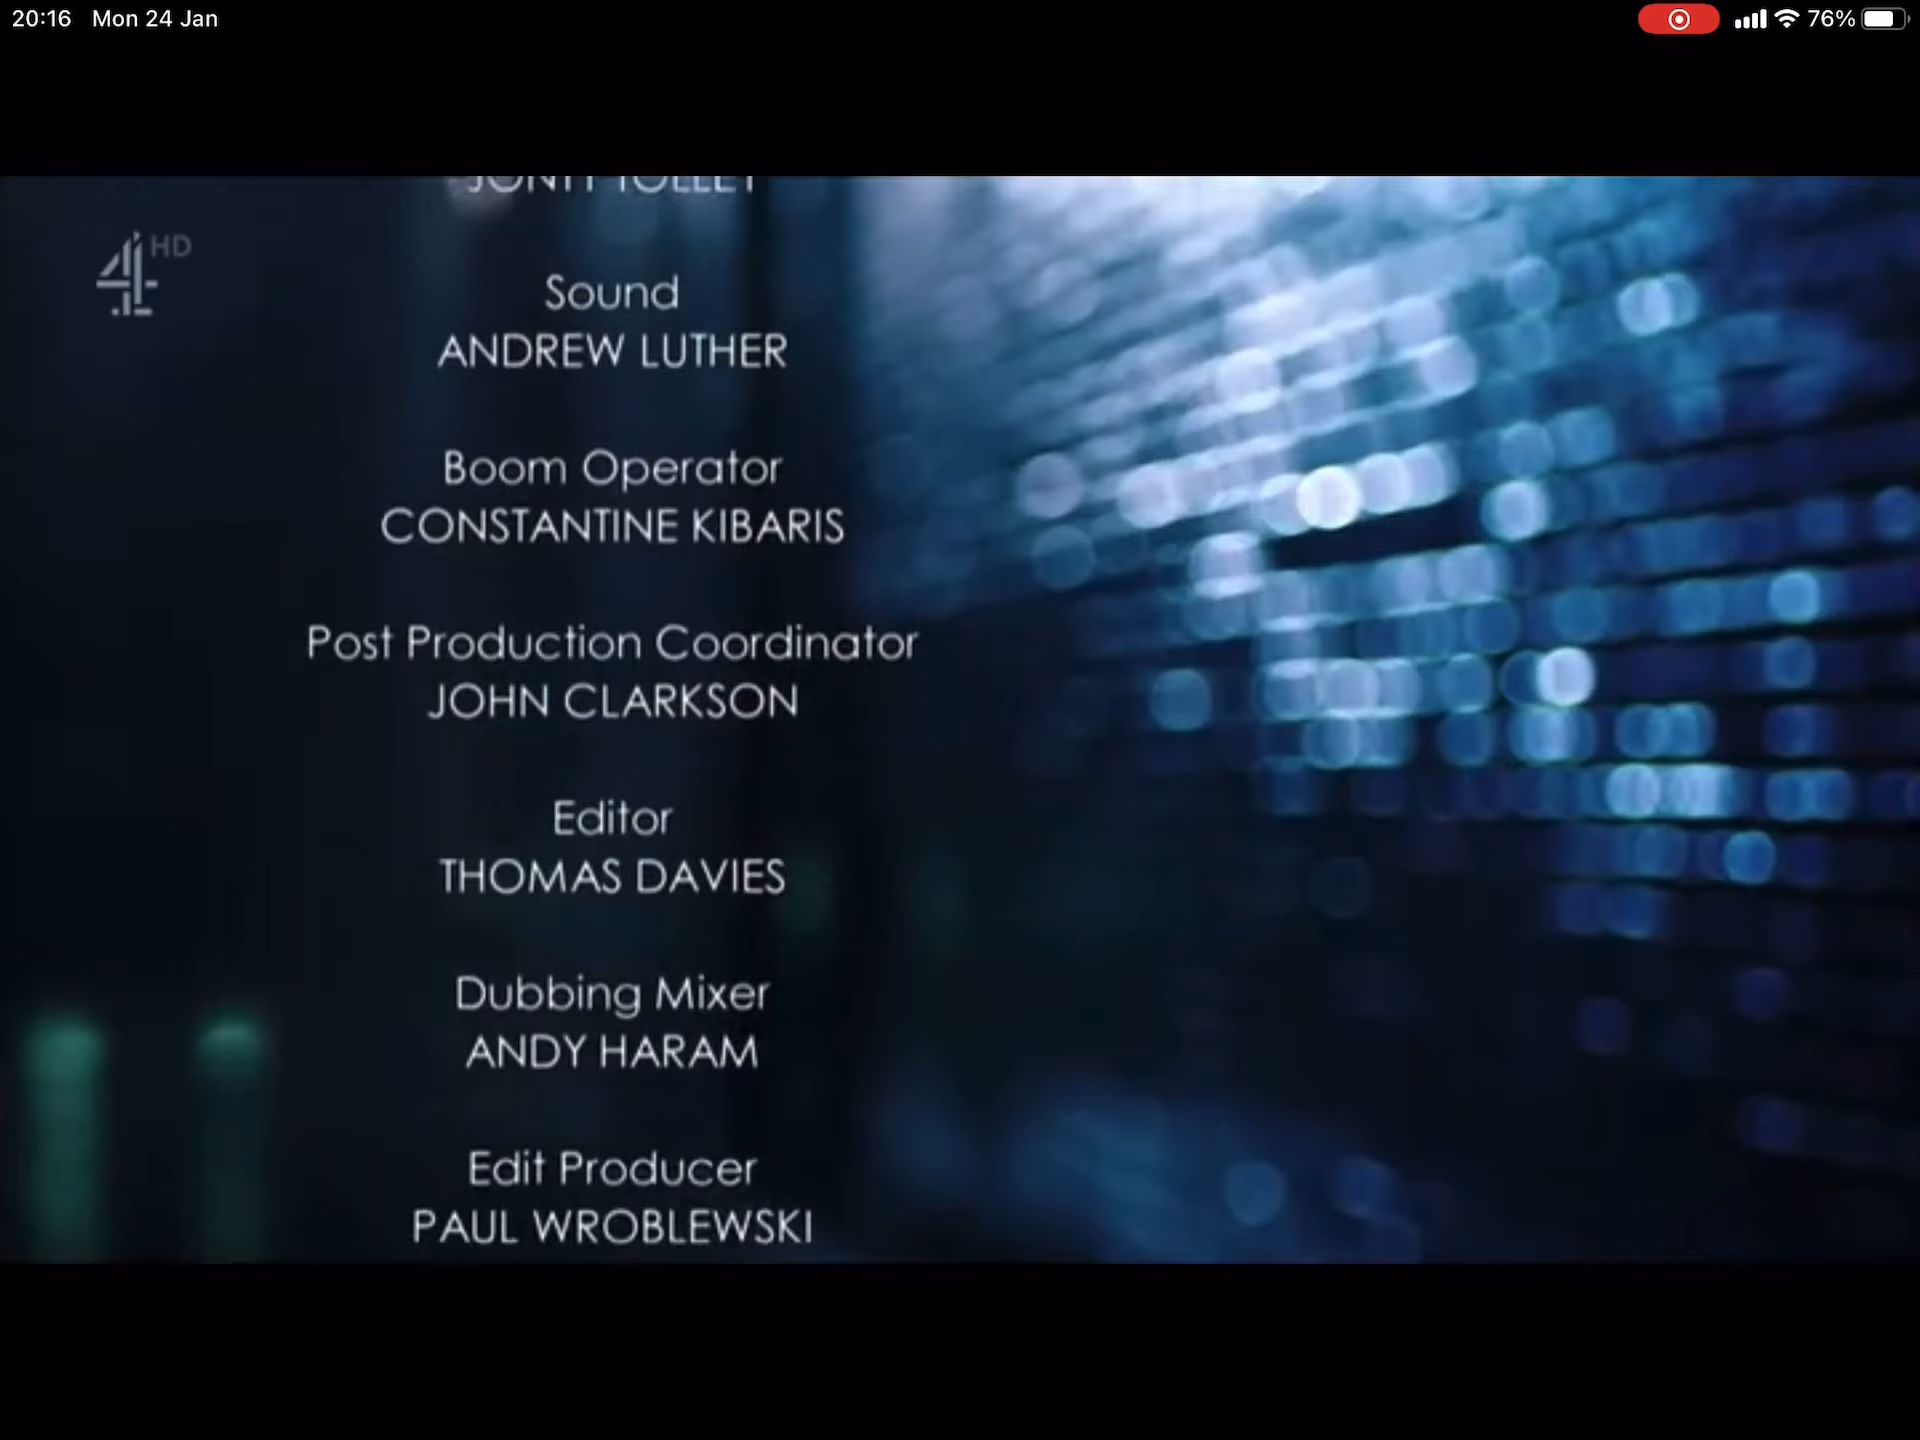 20:16 Mon 24 Jan
76%
4 HD
Sound
ANDREW LUTHER
Boom Operator
CONSTANTINE KIBARIS
Post Production Coordinator
JOHN CLARKSON
Editor
THOMAS DAVIES
Dubbing Mixer
ANDY HARAM
Edit Producer
PAUL WROBLEWSKI